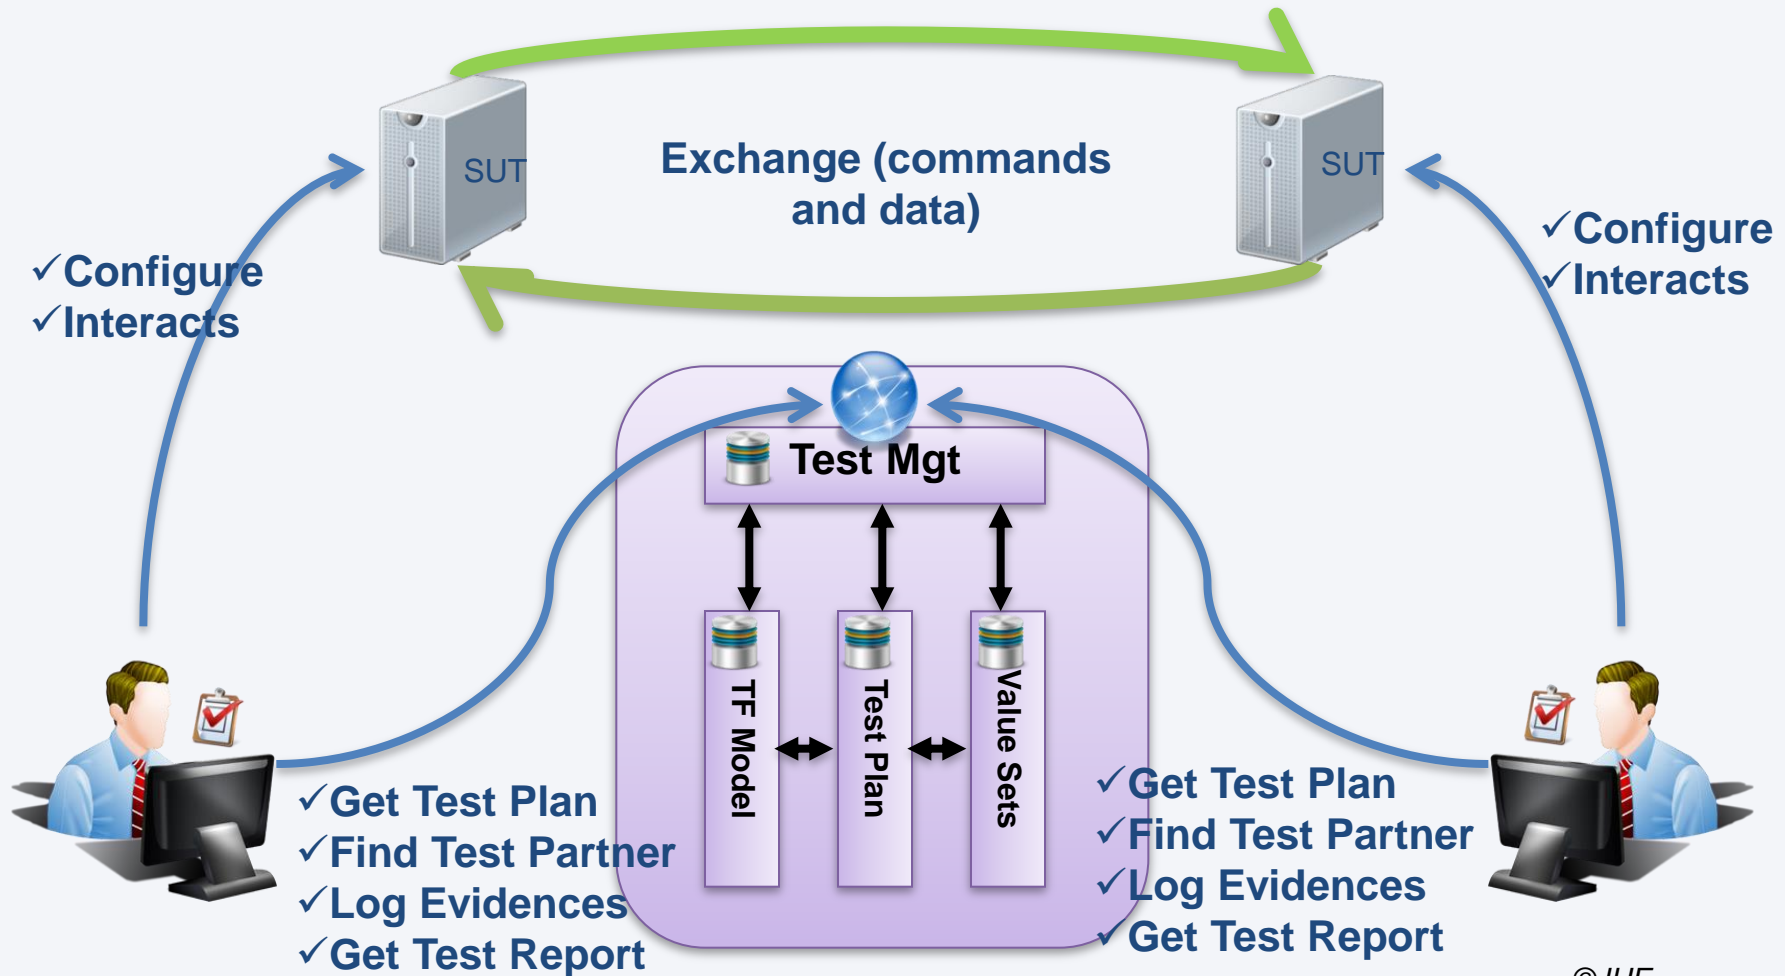 SUT
Exchange (commands
and data)
SUT
✓Configure
✓Interacts
✓Configure
✓Interacts
Test Mgt
TF Model
Test Plan
Value Sets
✓Get Test Plan
✓Find Test Partner
✓Log Evidences
✓Get Test Report
✓Get Test Plan
✓Find Test Partner
✓Log Evidences
✓Get Test Report
© IHE